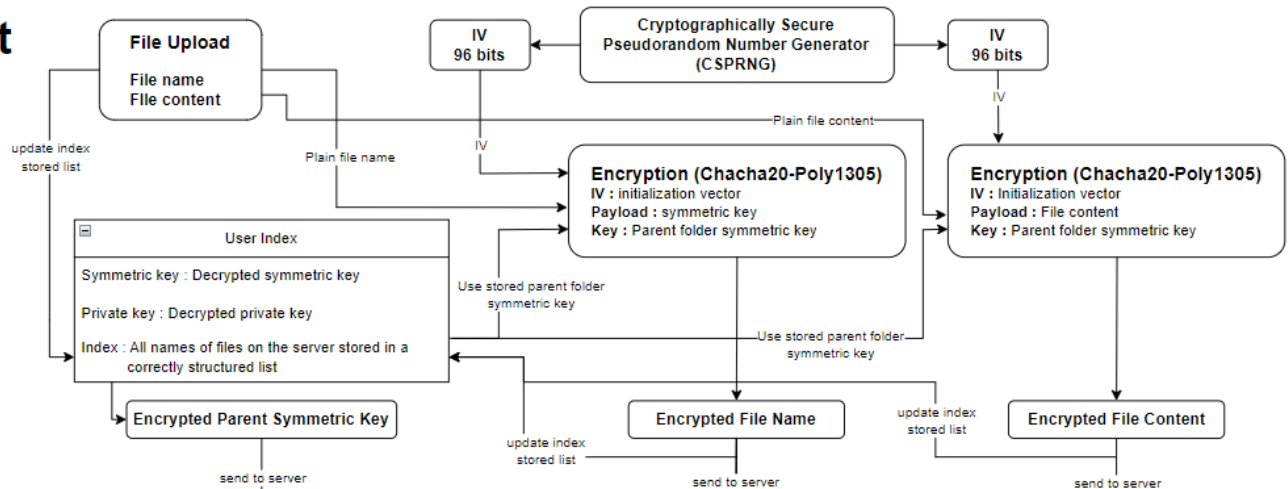 t
File Upload
File name
FIle content
IV
96 bits
Cryptographically Secure
Pseudorandom Number Generator
(CSPRNG)
IV
96 bits
update index
stored list
Plain file name
IV
Plain file content
IV
Encryption (Chacha20-Poly1305)
IV : initialization vector
Payload : symmetric key
Key : Parent folder symmetric key
Encryption (Chacha20-Poly1305)
IV : Initialization vector
Payload : File content
Key : Parent folder symmetric key
User Index
Symmetric key : Decrypted symmetric key
Private key : Decrypted private key
Index : All names of files on the server stored in a
correctly structured list
Use stored parent folder
symmetric key
Use stored parent folder
symmetric key
Encrypted Parent Symmetric Key
Encrypted File Name
Encrypted File Content
update index
stored list
update index
stored list
send to server
send to server
send to server